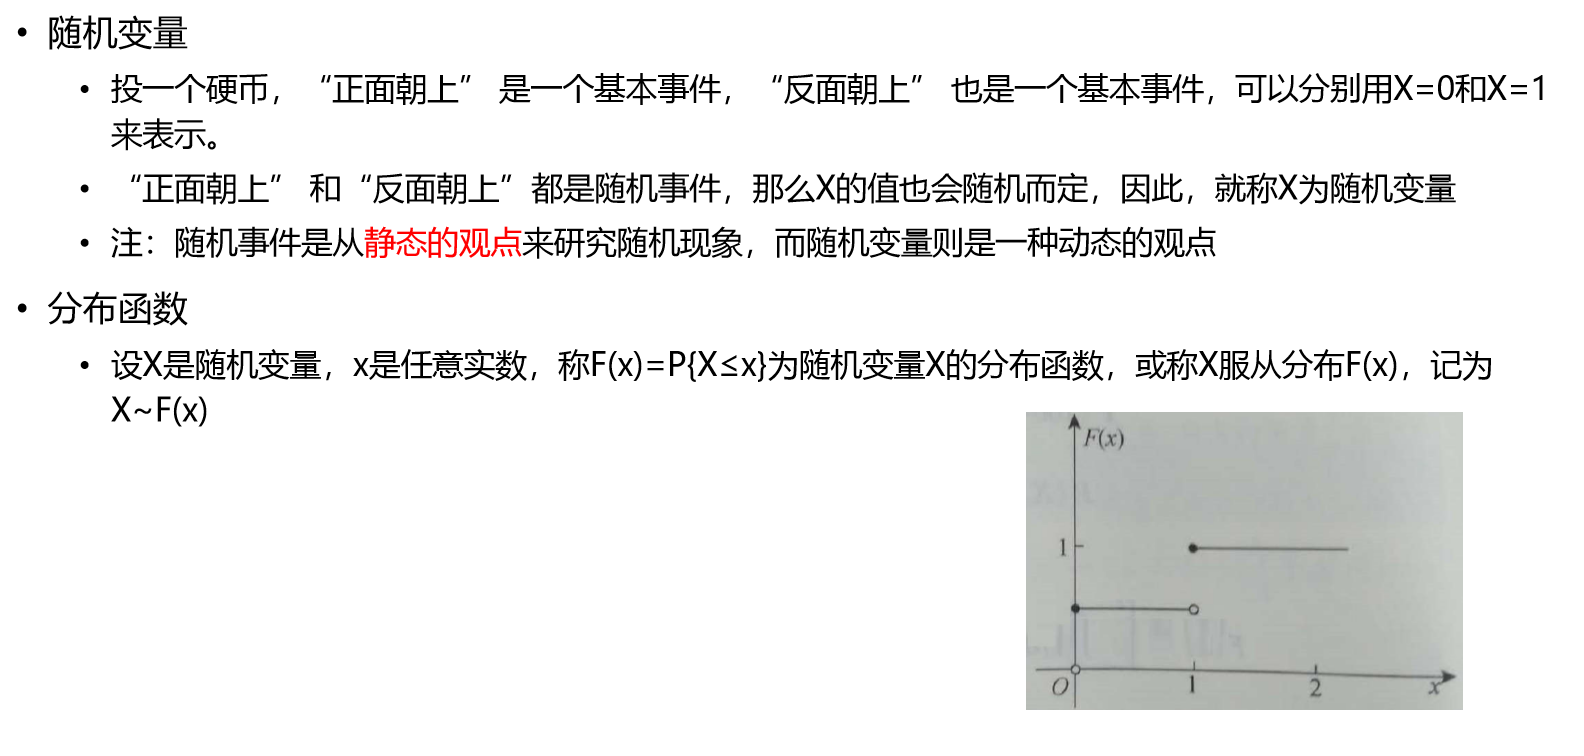 • 随机变量
• 投一个硬币，“正面朝上” 是一个基本事件，“反面朝上” 也是一个基本事件，可以分别用X=0和X=1
来表示。
• “正面朝上” 和“反面朝上”都是随机事件，那么X的值也会随机而定，因此，就称X为随机变量
• 注：随机事件是从静态的观点来研究随机现象，而随机变量则是一种动态的观点
• 分布函数
• 设X是随机变量，x是任意实数，称F(x)=P{X≤x}为随机变量X的分布函数，或称X服从分布F(x)，记为
X~F(x)
F(x)
1
O 1 2 x